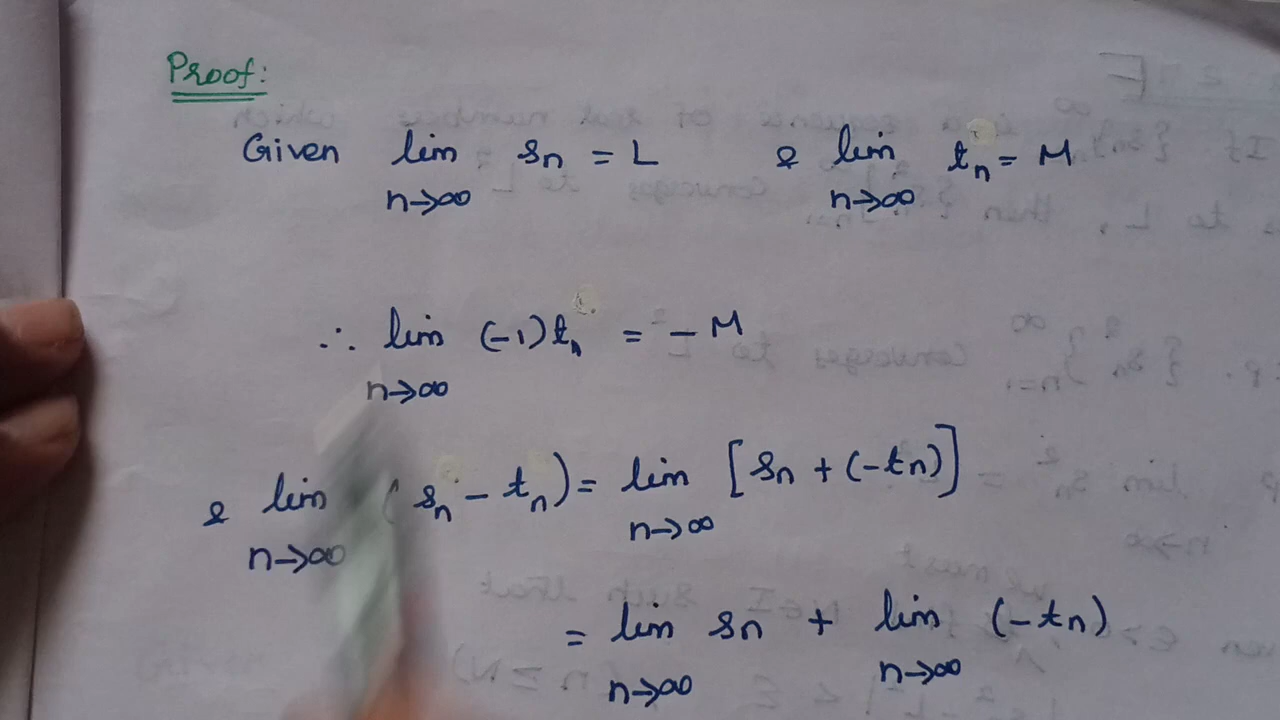 Proof:
Given lim n→∞ sn = L & lim n→∞ tn = M
∴ lim n→∞ (-1)tn = - M
& lim n→∞ (sn - tn) = lim n→∞ [sn + (-tn)]
= lim n→∞ sn + lim n→∞ (-tn)